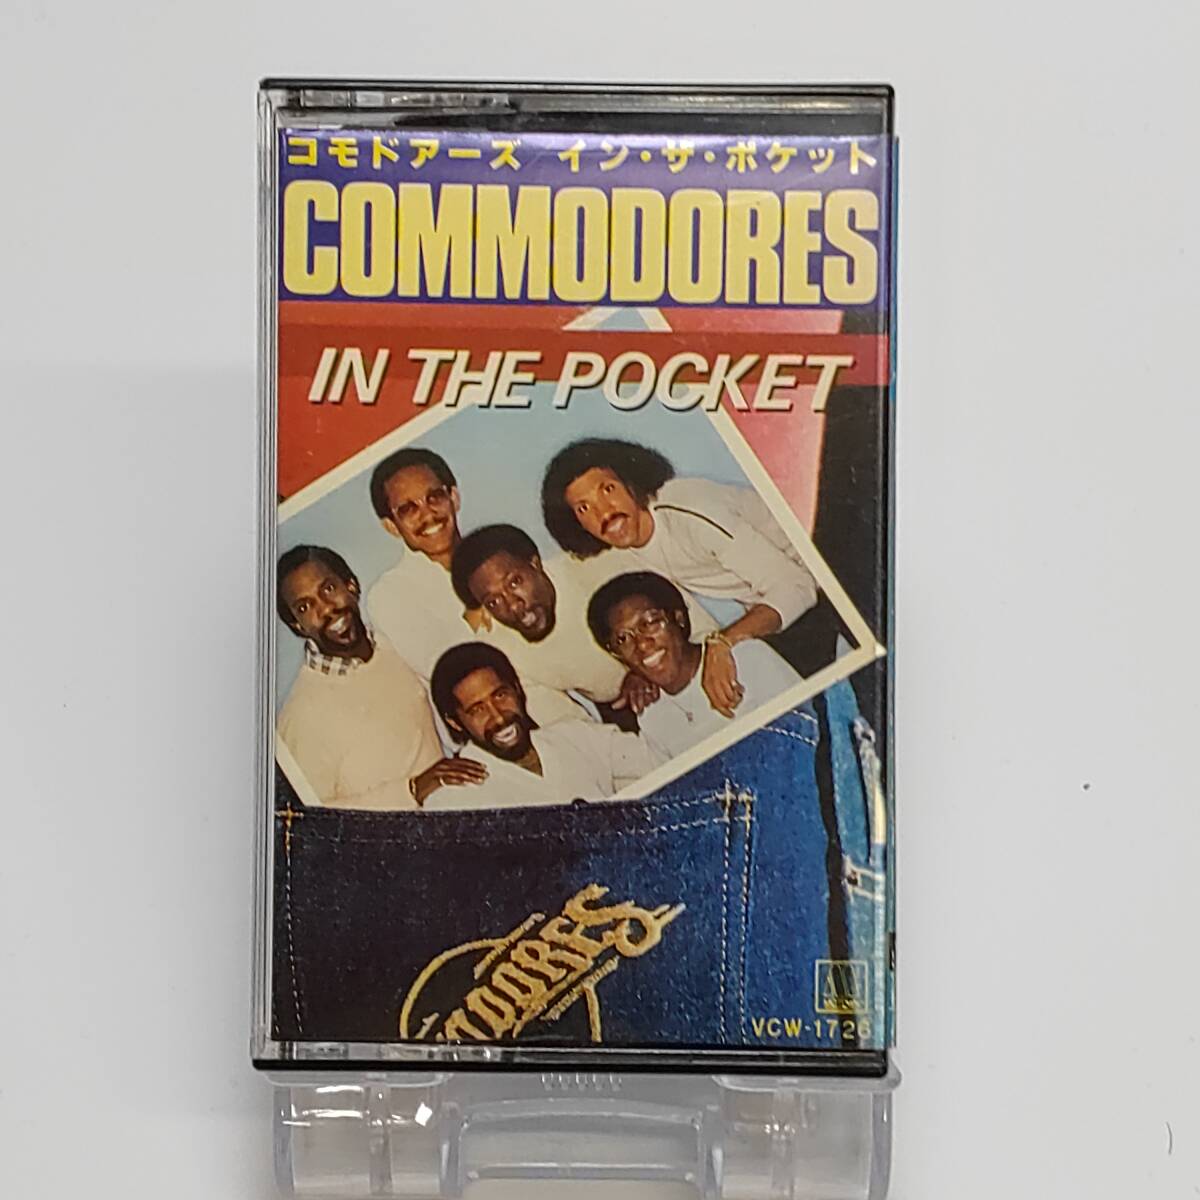 コモドアーズ イン・ザ・ポケット
COMMODORES
IN THE POCKET
VCW-1726